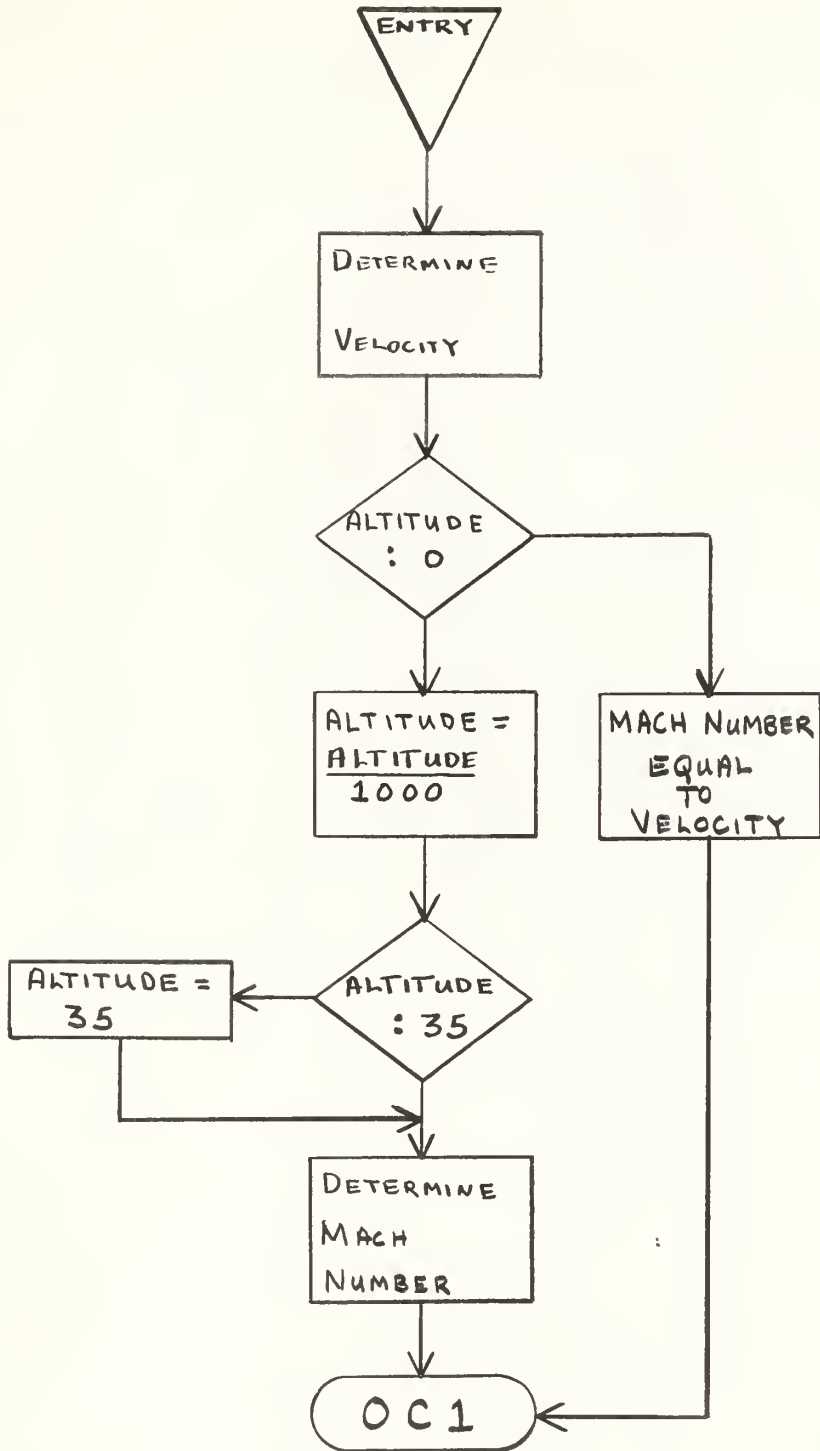 ENTRY
DETERMINE
VELOCITY
ALTITUDE
: 0
ALTITUDE =
ALTITUDE
1000
MACH NUMBER
EQUAL
TO
VELOCITY
ALTITUDE =
35
ALTITUDE
: 35
DETERMINE
MACH
NUMBER
OC1